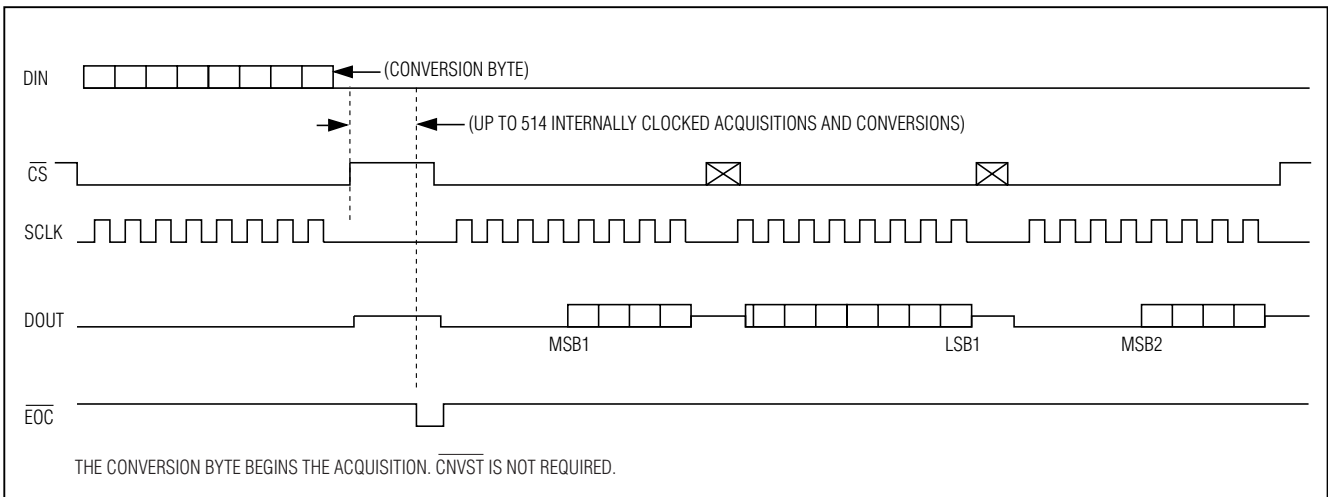 DIN
(CONVERSION BYTE)
(UP TO 514 INTERNALLY CLOCKED ACQUISITIONS AND CONVERSIONS)
CS
SCLK
DOUT
MSB1
LSB1
MSB2
EOC
THE CONVERSION BYTE BEGINS THE ACQUISITION. CNVST IS NOT REQUIRED.